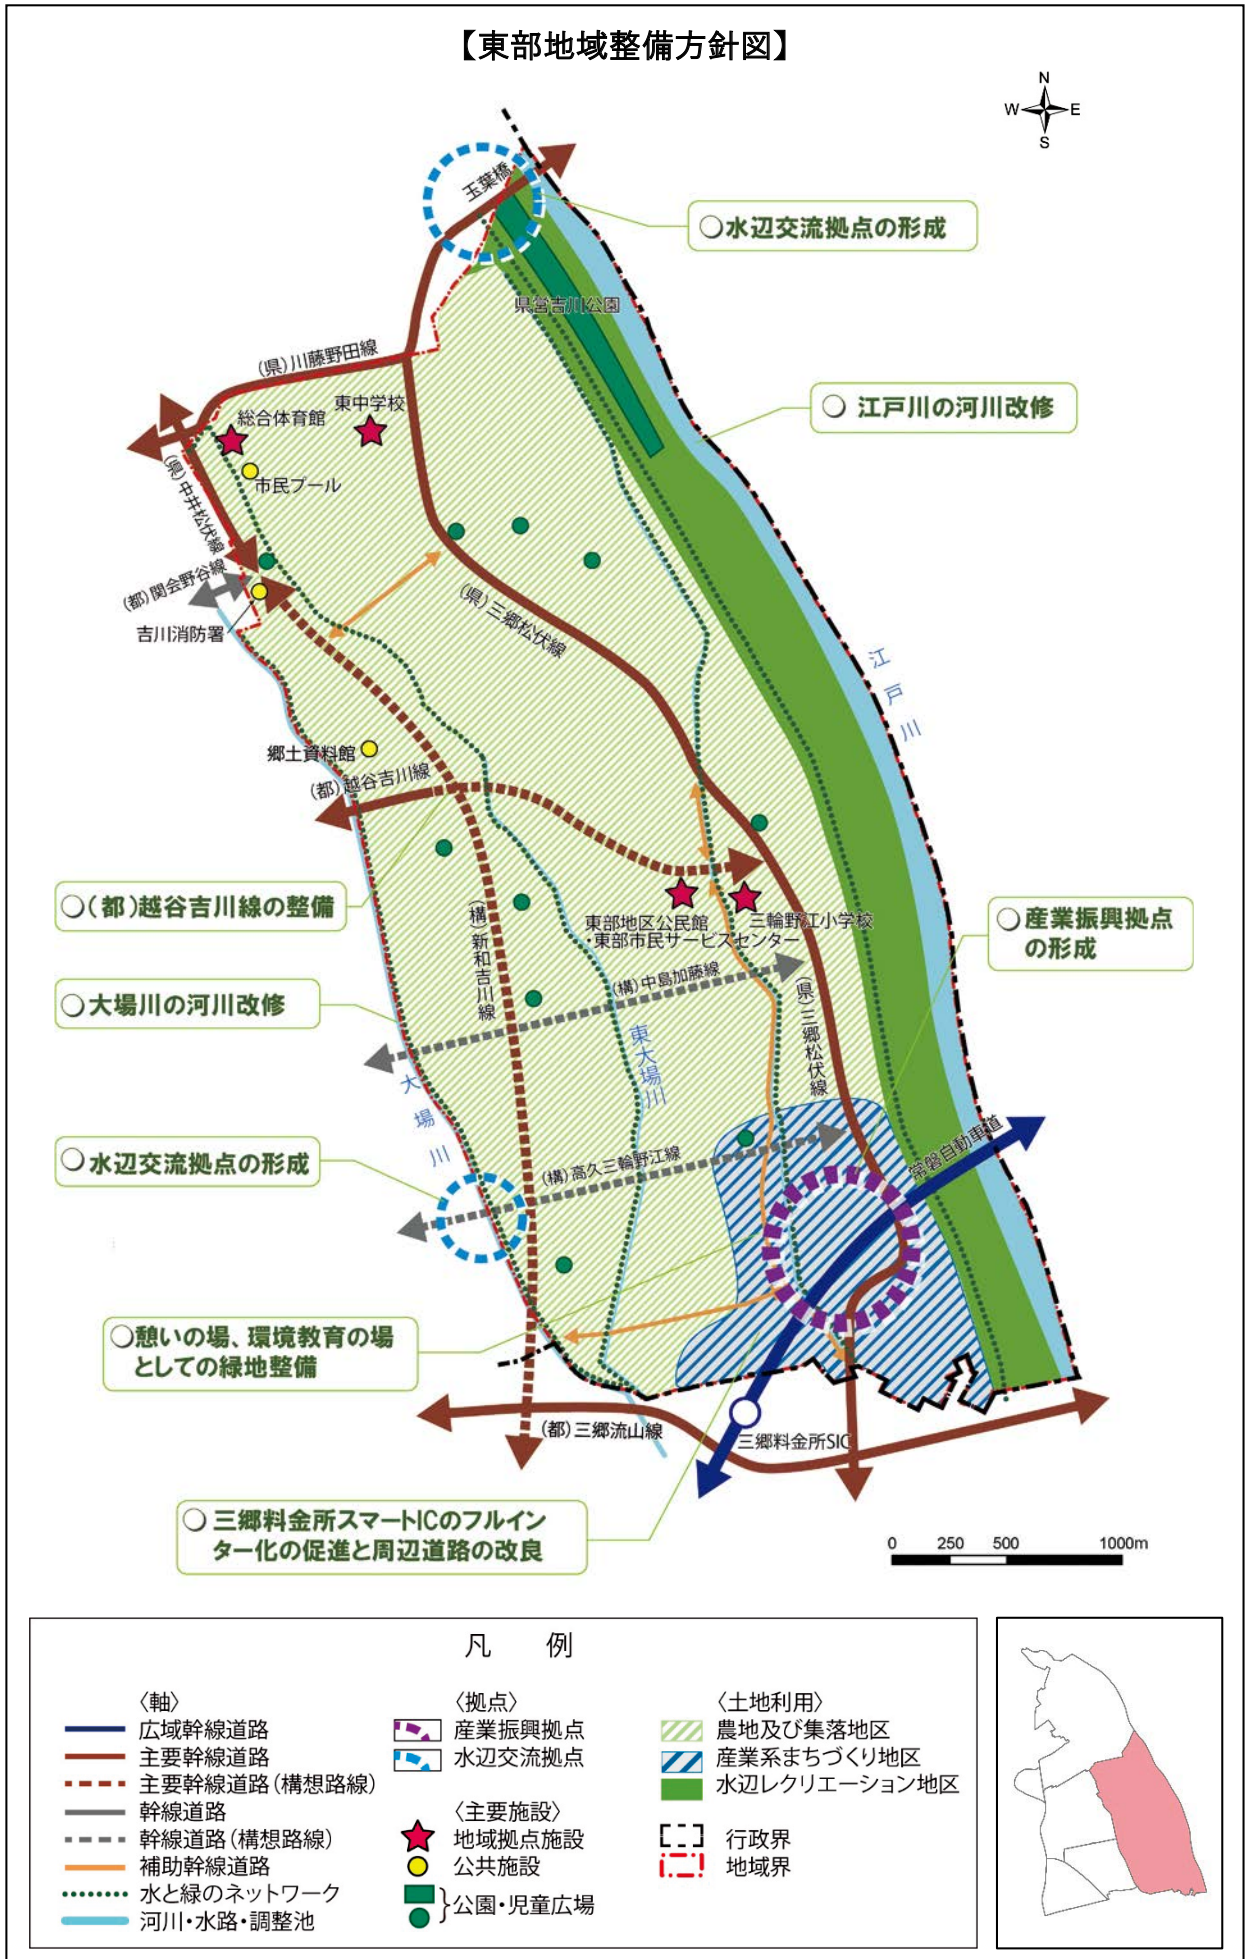 【東部地域整備方針図】
N
W
E
S
玉葉橋
○水辺交流拠点の形成
県営吉川公園
(県)川藤野田線
○ 江戸川の河川改修
東中学校
総合体育館
市民プール
(県)中井松伏線
(都)関会野谷線
吉川消防署
(県)三郷松伏線
江戸川
郷土資料館
(都)越谷吉川線
○(都)越谷吉川線の整備
(構)新和吉川線
東部地区公民館
・東部市民サービスセンター
三輪野江小学校
○産業振興拠点
の形成
(構)中島加藤線
(県)三郷松伏線
○大場川の河川改修
東大場川
大場川
常磐自動車道
○水辺交流拠点の形成
(構)高久三輪野江線
○憩いの場、環境教育の場
としての緑地整備
(都)三郷流山線
三郷料金所SIC
○三郷料金所スマートICのフルイン
ター化の促進と周辺道路の改良
0 250 500 1000m
凡 例
〈軸〉
広域幹線道路
主要幹線道路
主要幹線道路(構想路線)
幹線道路
幹線道路(構想路線)
補助幹線道路
水と緑のネットワーク
河川・水路・調整池
〈拠点〉
産業振興拠点
水辺交流拠点
〈主要施設〉
地域拠点施設
公共施設
公園・児童広場
〈土地利用〉
農地及び集落地区
産業系まちづくり地区
水辺レクリエーション地区
行政界
地域界